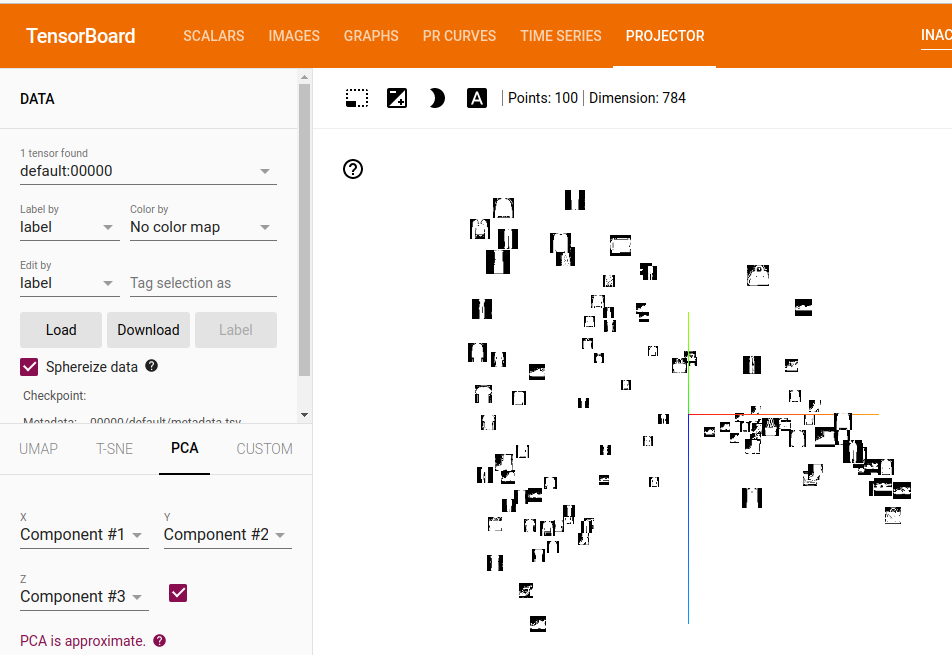 TensorBoard SCALARS IMAGES GRAPHS PR CURVES TIME SERIES PROJECTOR INAC
DATA
A Points: 100 Dimension: 784
1 tensor found
default:00000
Label by Color by
label No color map
Edit by
label Tag selection as
Load Download Label
Sphereize data ?
Checkpoint:
Metadata: 00000/default/metadata.tsv
UMAP T-SNE PCA CUSTOM
X Y
Component #1 Component #2
Z
Component #3
PCA is approximate. ?
?